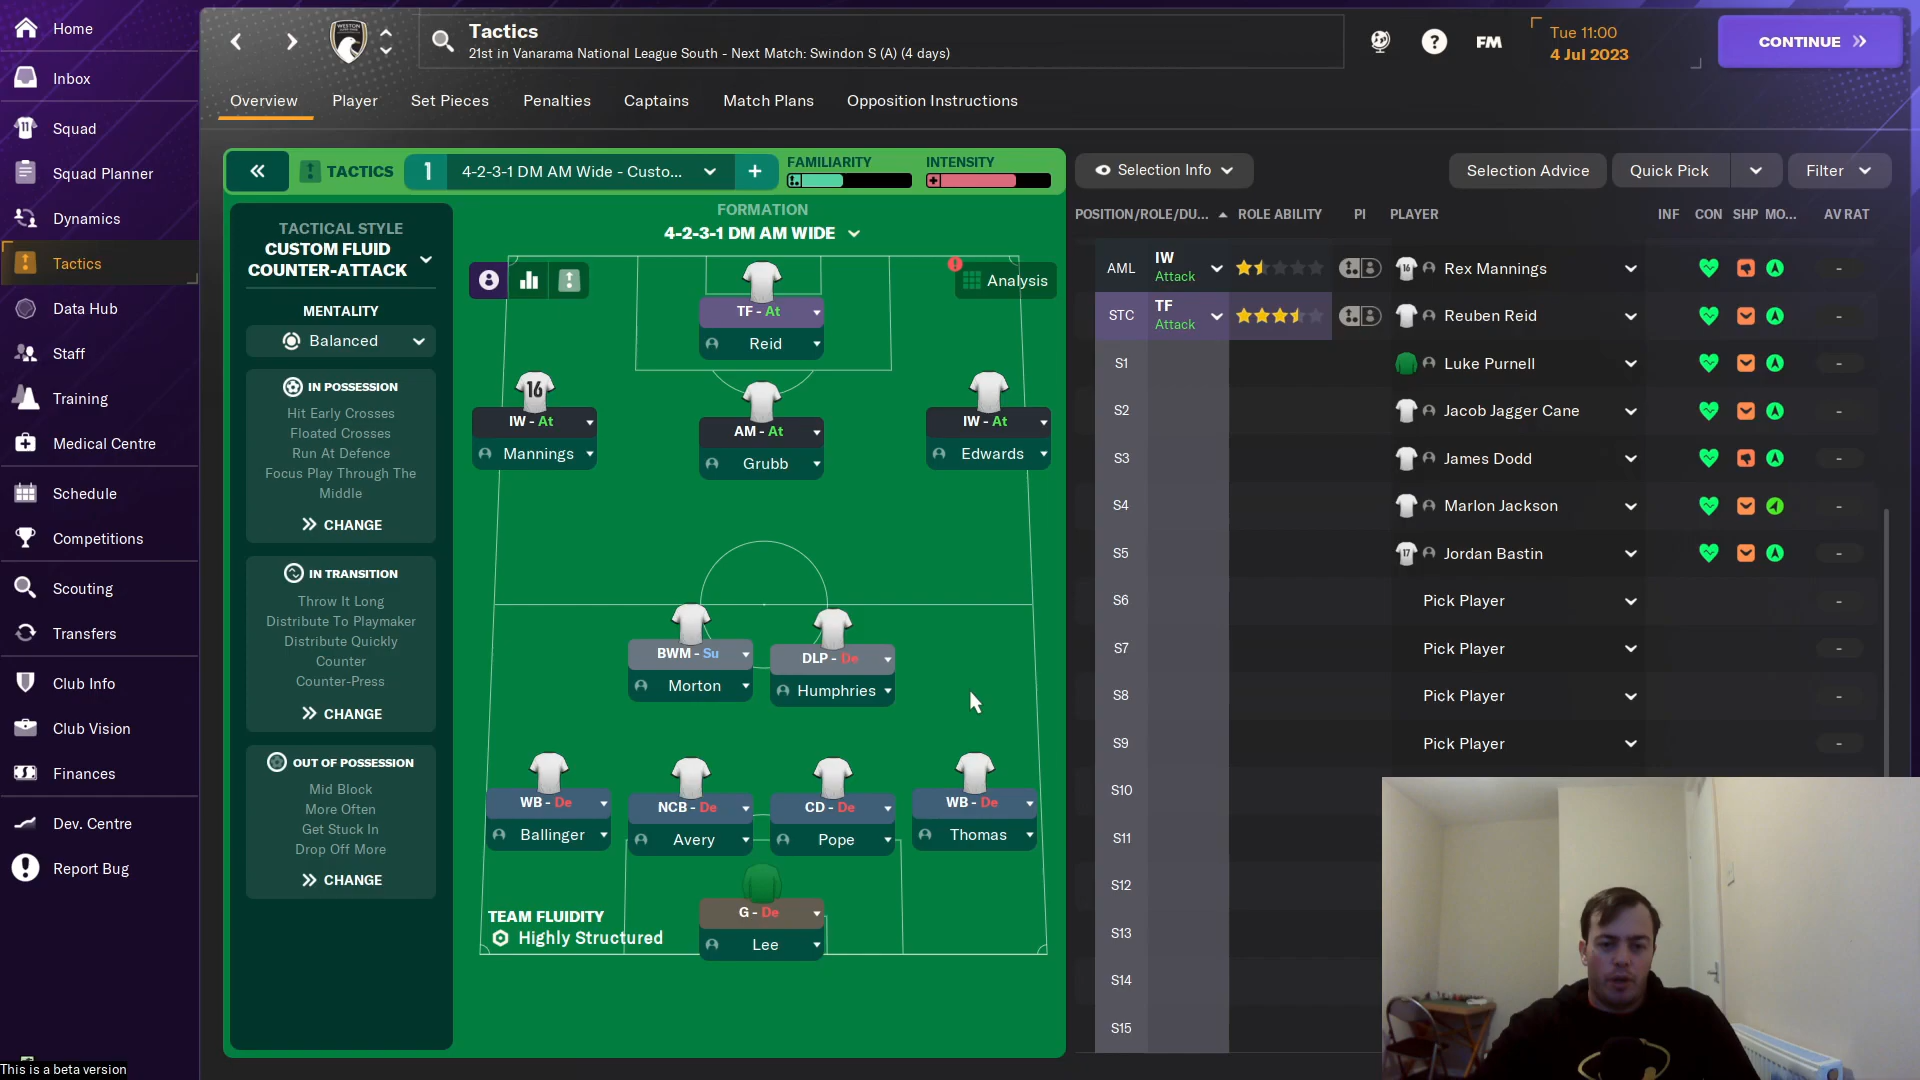 Home
Inbox
Squad
Squad Planner
Dynamics
Tactics
Data Hub
Staff
Training
Medical Centre
Schedule
Competitions
Scouting
Transfers
Club Info
Club Vision
Finances
Dev. Centre
Report Bug
This is a beta version
WESTON
Tactics
21st in Vanarama National League South - Next Match: Swindon S (A) (4 days)
FM
Tue 11:00
4 Jul 2023
CONTINUE
Overview
Player
Set Pieces
Penalties
Captains
Match Plans
Opposition Instructions
TACTICS
1
4-2-3-1 DM AM Wide - Custo...
FAMILIARITY
INTENSITY
TACTICAL STYLE
CUSTOM FLUID
COUNTER-ATTACK
MENTALITY
Balanced
IN POSSESSION
Hit Early Crosses
Floated Crosses
Run At Defence
Focus Play Through The
Middle
CHANGE
IN TRANSITION
Throw It Long
Distribute To Playmaker
Distribute Quickly
Counter
Counter-Press
CHANGE
OUT OF POSSESSION
Mid Block
More Often
Get Stuck In
Drop Off More
CHANGE
FORMATION
4-2-3-1 DM AM WIDE
Analysis
TF - At
Reid
16
IW - At
Mannings
AM - At
Grubb
IW - At
Edwards
BWM - Su
Morton
DLP - De
Humphries
WB - De
Ballinger
NCB - De
Avery
CD - De
Pope
WB - De
Thomas
G - De
Lee
TEAM FLUIDITY
Highly Structured
Selection Info
Selection Advice
Quick Pick
Filter
POSITION/ROLE/DU... ROLE ABILITY PI PLAYER INF CON SHP MO... AV RAT
AML IW Attack 16 Rex Mannings -
STC TF Attack Reuben Reid -
S1 Luke Purnell -
S2 Jacob Jagger Cane -
S3 James Dodd -
S4 Marlon Jackson -
S5 17 Jordan Bastin -
S6 Pick Player -
S7 Pick Player -
S8 Pick Player -
S9 Pick Player -
S10
S11
S12
S13
S14
S15